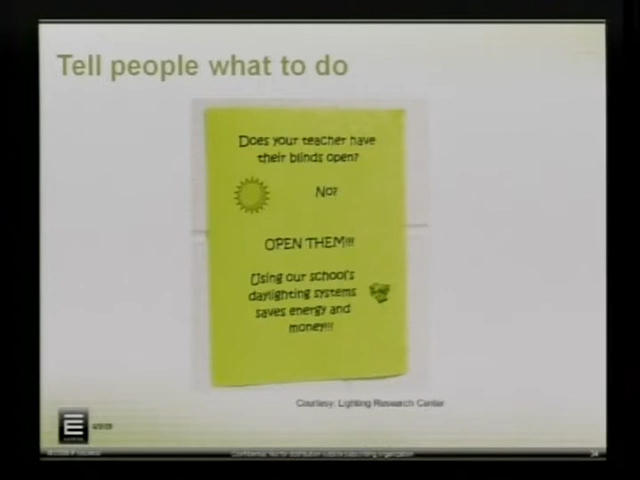 Tell people what to do
Does your teacher have
their blinds open?
No?
OPEN THEM!!!
Using our school's
daylighting systems
saves energy and
money!!!
Courtesy: Lighting Research Center